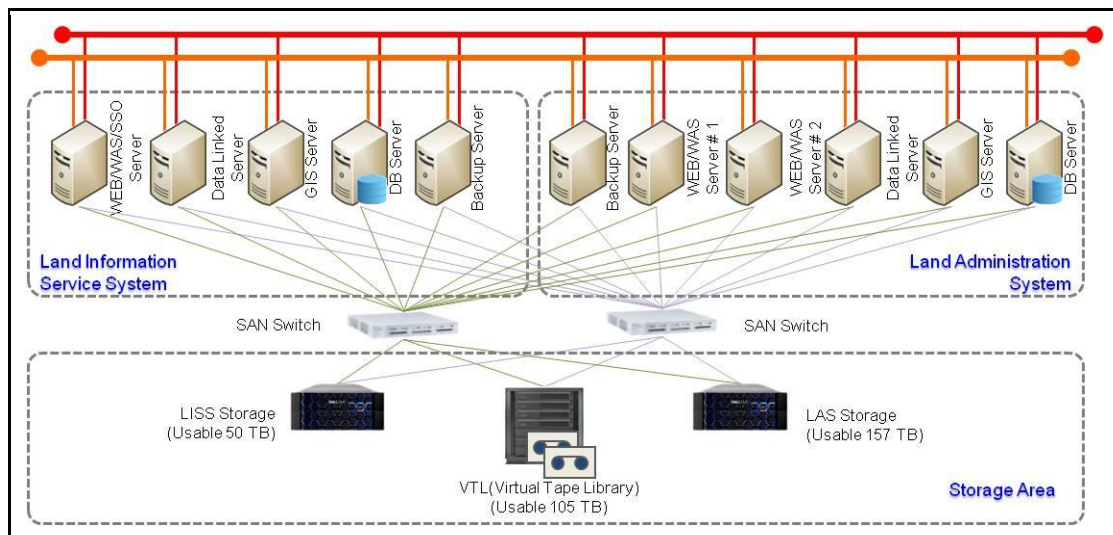 WEB/WAS/SSO
Server
Data Linked
Server
GIS Server
DB Server
Backup Server
Backup Server
WEB/WAS
Server # 1
WEB/WAS
Server # 2
Data Linked
Server
GIS Server
DB Server
Land Information
Service System
Land Administration
System
SAN Switch
SAN Switch
LISS Storage
(Usable 50 TB)
LAS Storage
(Usable 157 TB)
VTL(Virtual Tape Library)
(Usable 105 TB)
Storage Area